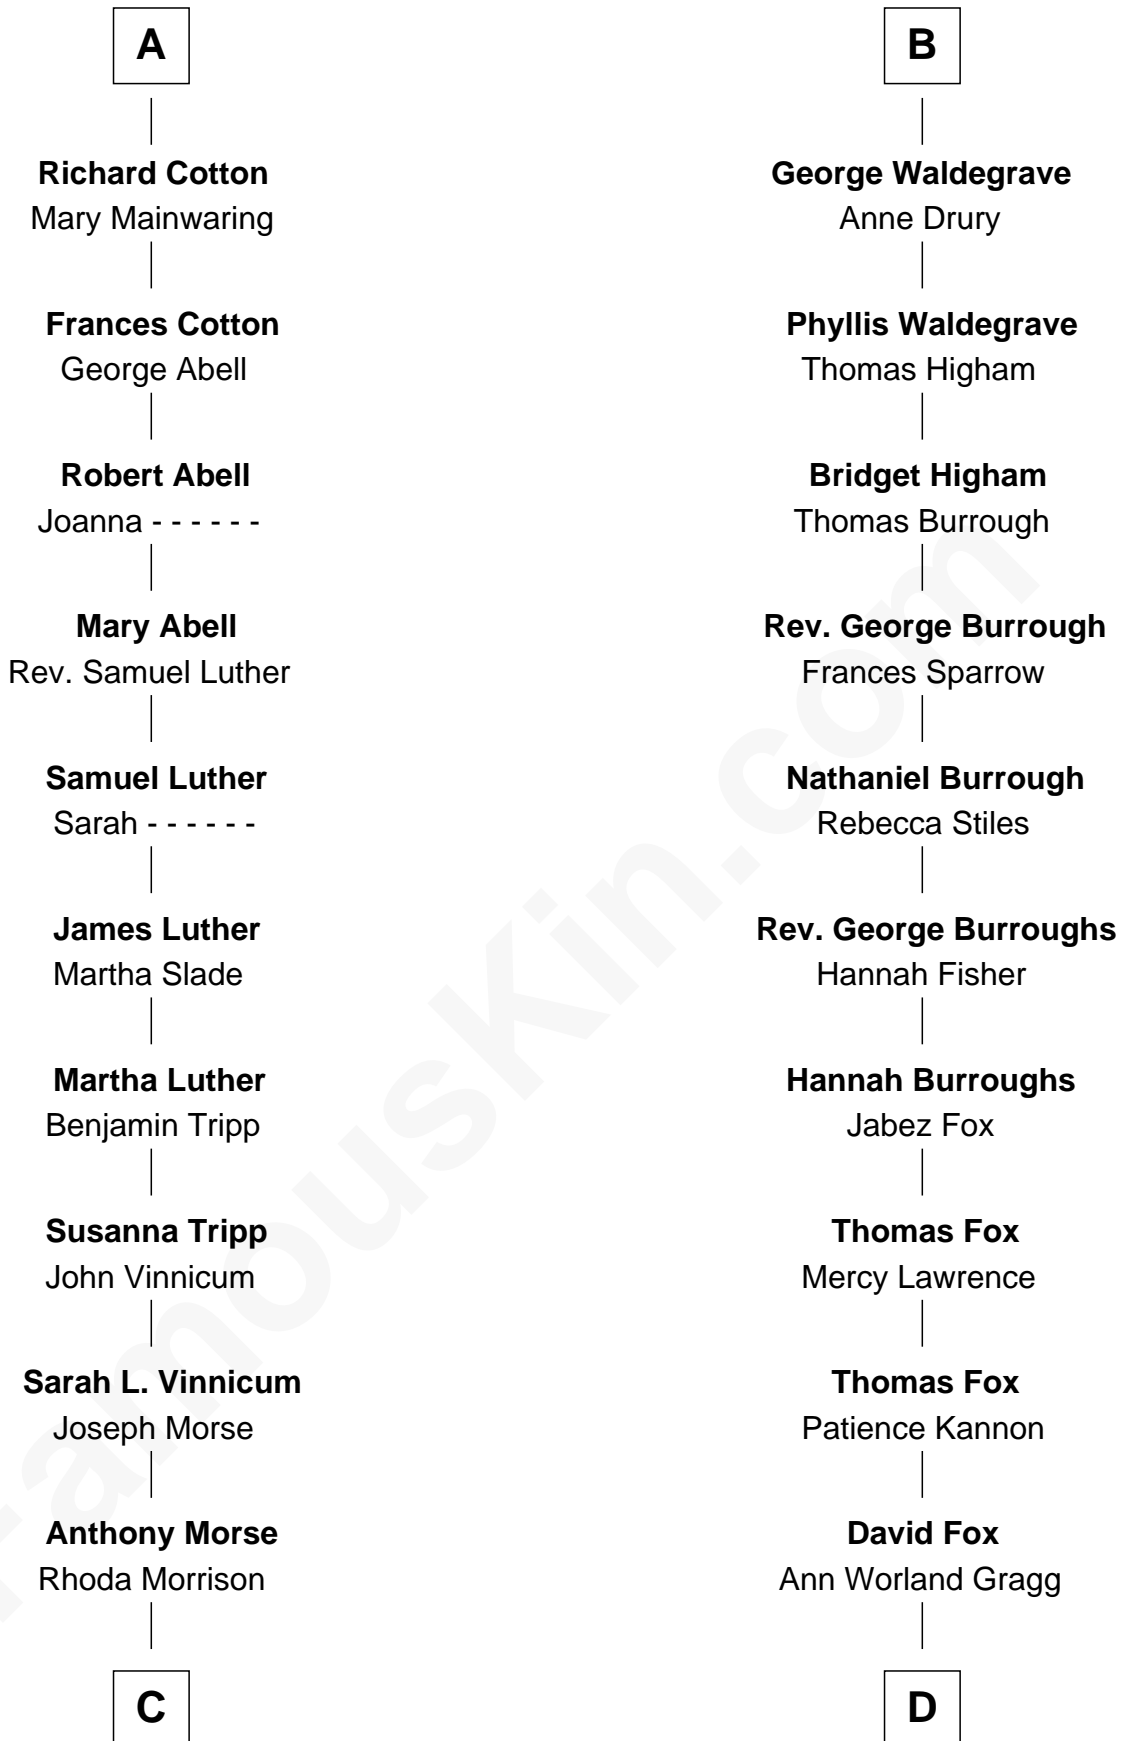 A
Richard Cotton
Mary Mainwaring
Frances Cotton
George Abell
Robert Abell
Joanna - - - - - -
Mary Abell
Rev. Samuel Luther
Samuel Luther
Sarah - - - - - -
James Luther
Martha Slade
Martha Luther
Benjamin Tripp
Susanna Tripp
John Vinnicum
Sarah L. Vinnicum
Joseph Morse
Anthony Morse
Rhoda Morrison
C
B
George Waldegrave
Anne Drury
Phyllis Waldegrave
Thomas Higham
Bridget Higham
Thomas Burrough
Rev. George Burrough
Frances Sparrow
Nathaniel Burrough
Rebecca Stiles
Rev. George Burroughs
Hannah Fisher
Hannah Burroughs
Jabez Fox
Thomas Fox
Mercy Lawrence
Thomas Fox
Patience Kannon
David Fox
Ann Worland Gragg
D
FamousKin.com